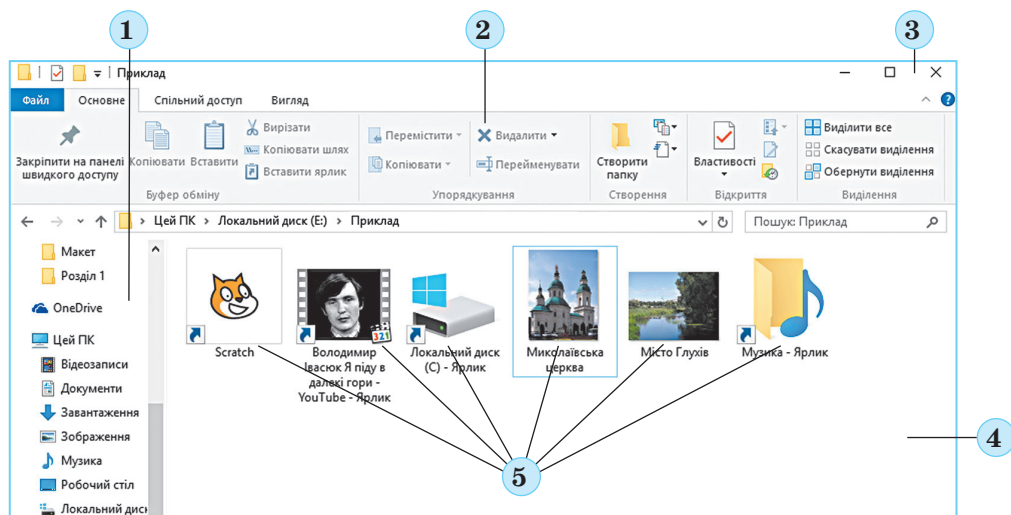 1
2
3
Приклад
Файл Основне Спільний доступ Вигляд
Закріпити на панелі
швидкого доступу
Копіювати
Вставити
Вирізати
Копіювати шлях
Вставити ярлик
Буфер обміну
Перемістити
Копіювати
Видалити
Перейменувати
Упорядкування
Створити
папку
Створення
Властивості
Відкриття
Виділити все
Скасувати виділення
Обернути виділення
Виділення
Цей ПК > Локальний диск (E:) > Приклад
Пошук: Приклад
Макет
Розділ 1
OneDrive
Цей ПК
Відеозаписи
Документи
Завантаження
Зображення
Музика
Робочий стіл
Локальний диск
Scratch
Володимир
Івасюк Я піду в
далекі гори -
YouTube - Ярлик
321
Локальний диск
(C) - Ярлик
Миколаївська
церква
Місто Глухів
Музика - Ярлик
4
5